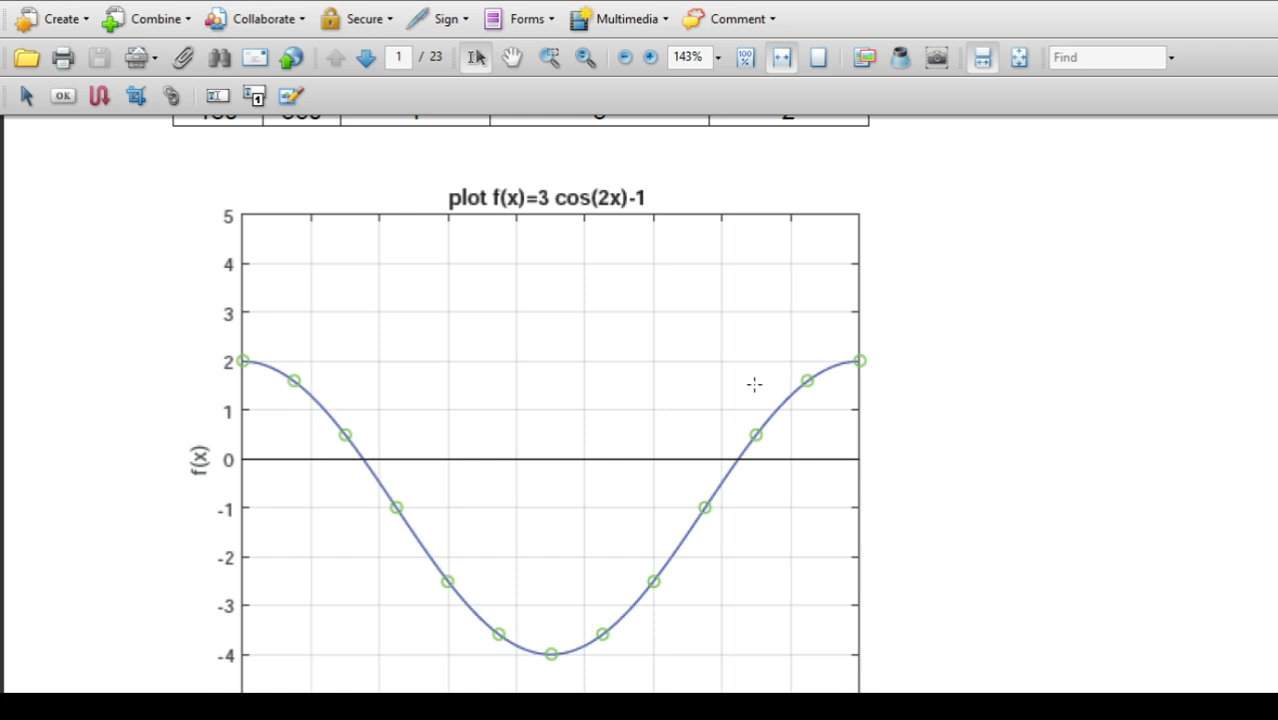 Create Combine Collaborate Secure Sign Forms Multimedia Comment
1 / 23 143% Find
OK
plot f(x)=3 cos(2x)-1
5
4
3
2
1
0
-1
-2
-3
-4
f(x)